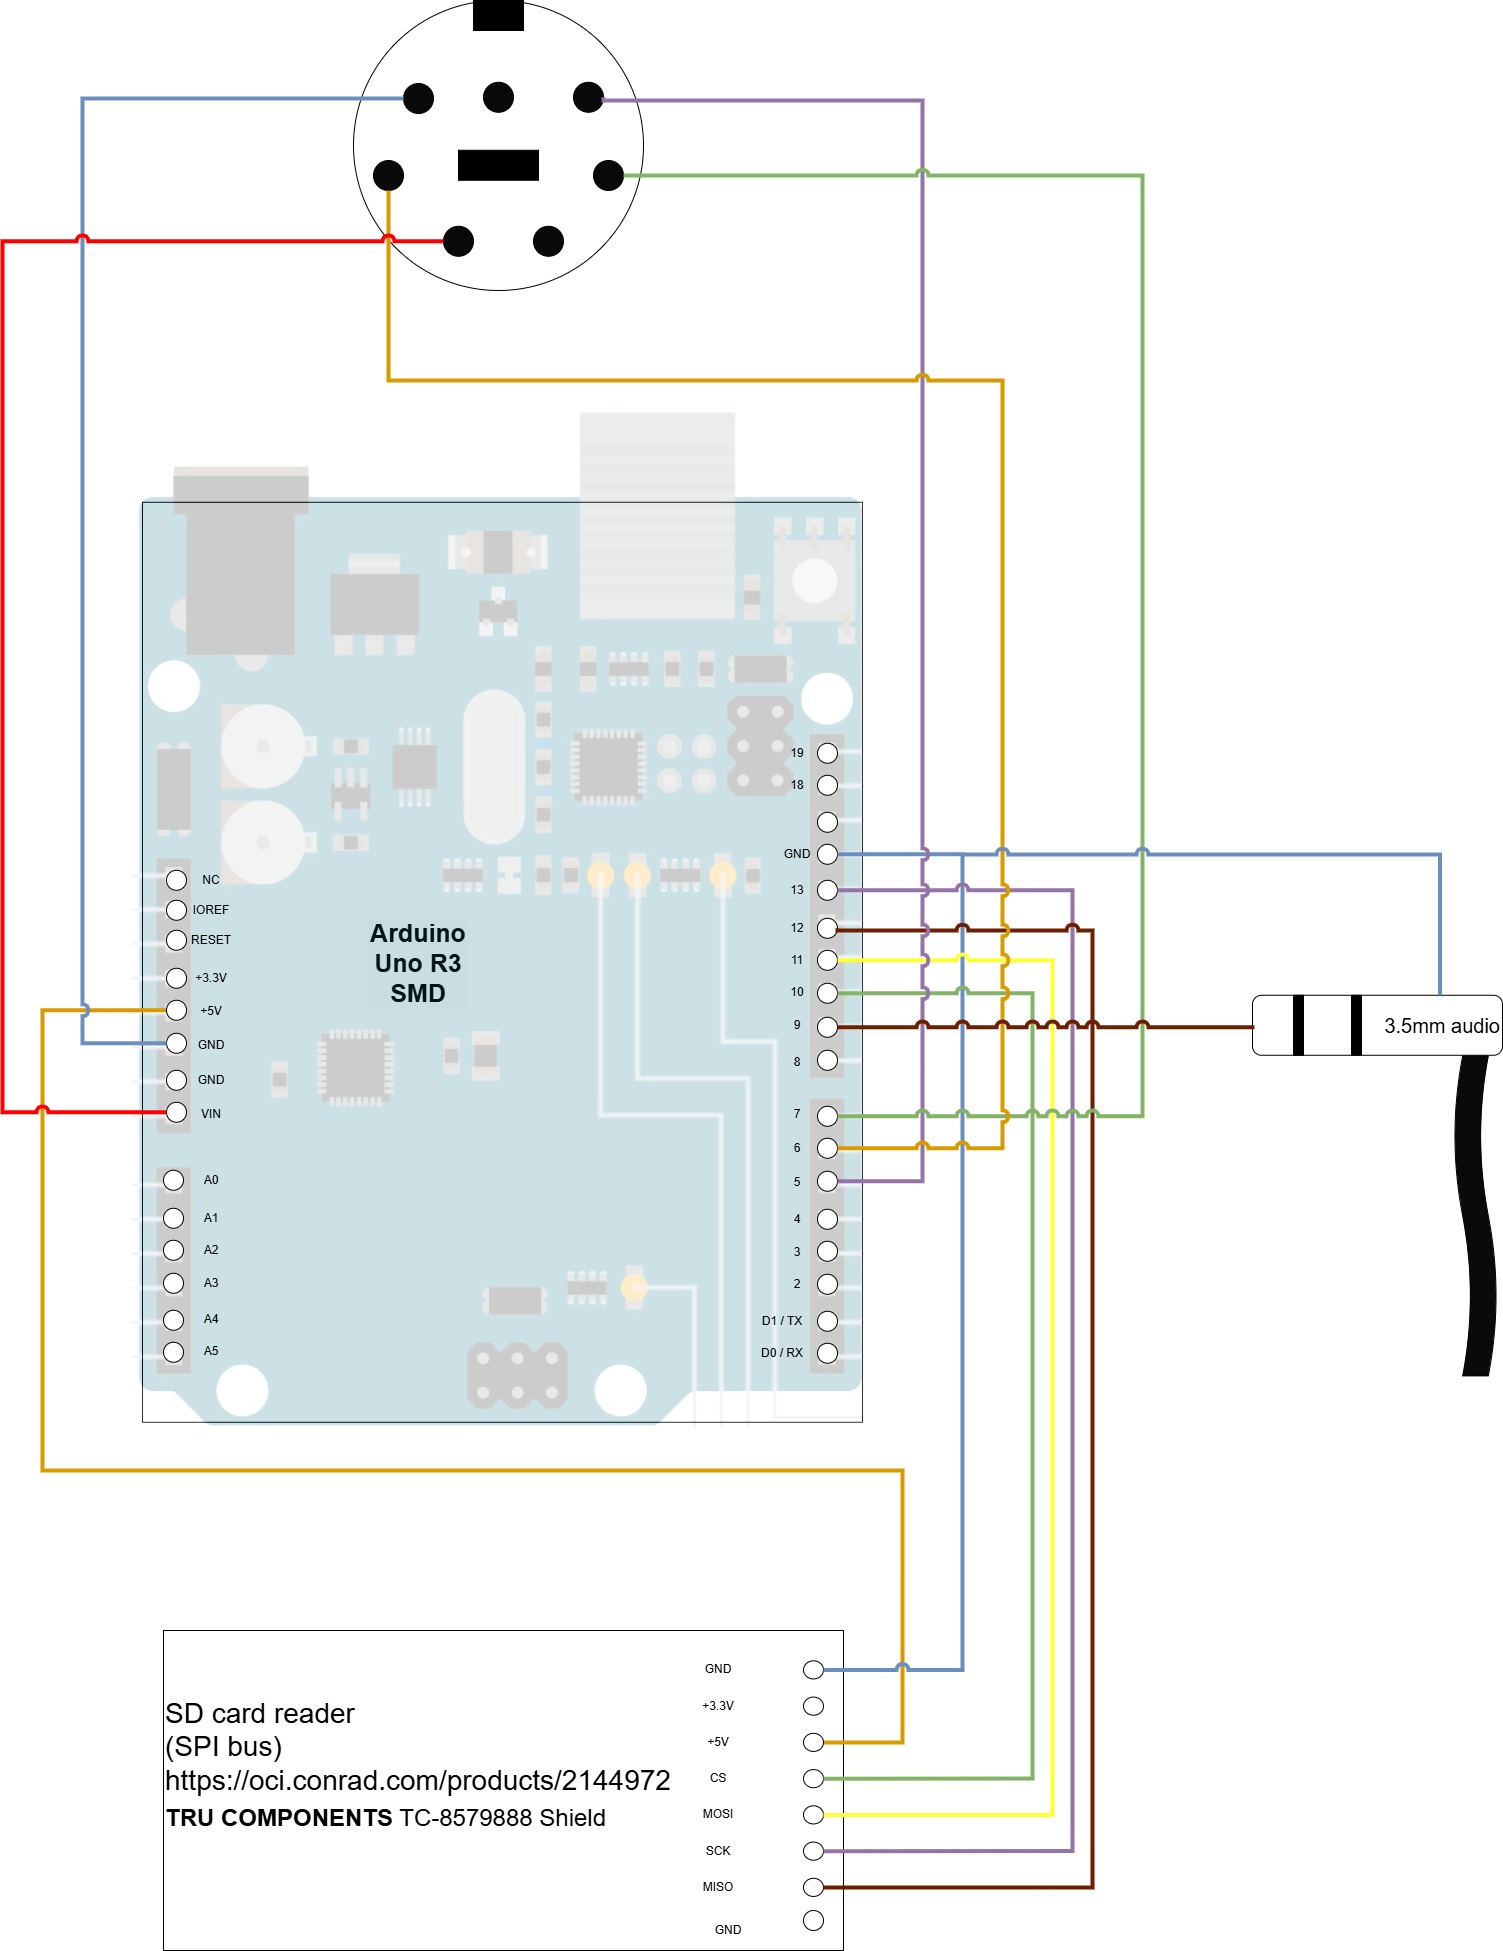 19
18
GND
13
12
11
10
9
8
NC
IOREF
RESET
+3.3V
+5V
GND
GND
VIN
Arduino
Uno R3
SMD
3.5mm audio
7
6
5
4
3
2
D1 / TX
D0 / RX
A0
A1
A2
A3
A4
A5
SD card reader
(SPI bus)
https://oci.conrad.com/products/2144972
TRU COMPONENTS TC-8579888 Shield
GND
+3.3V
+5V
CS
MOSI
SCK
MISO
GND